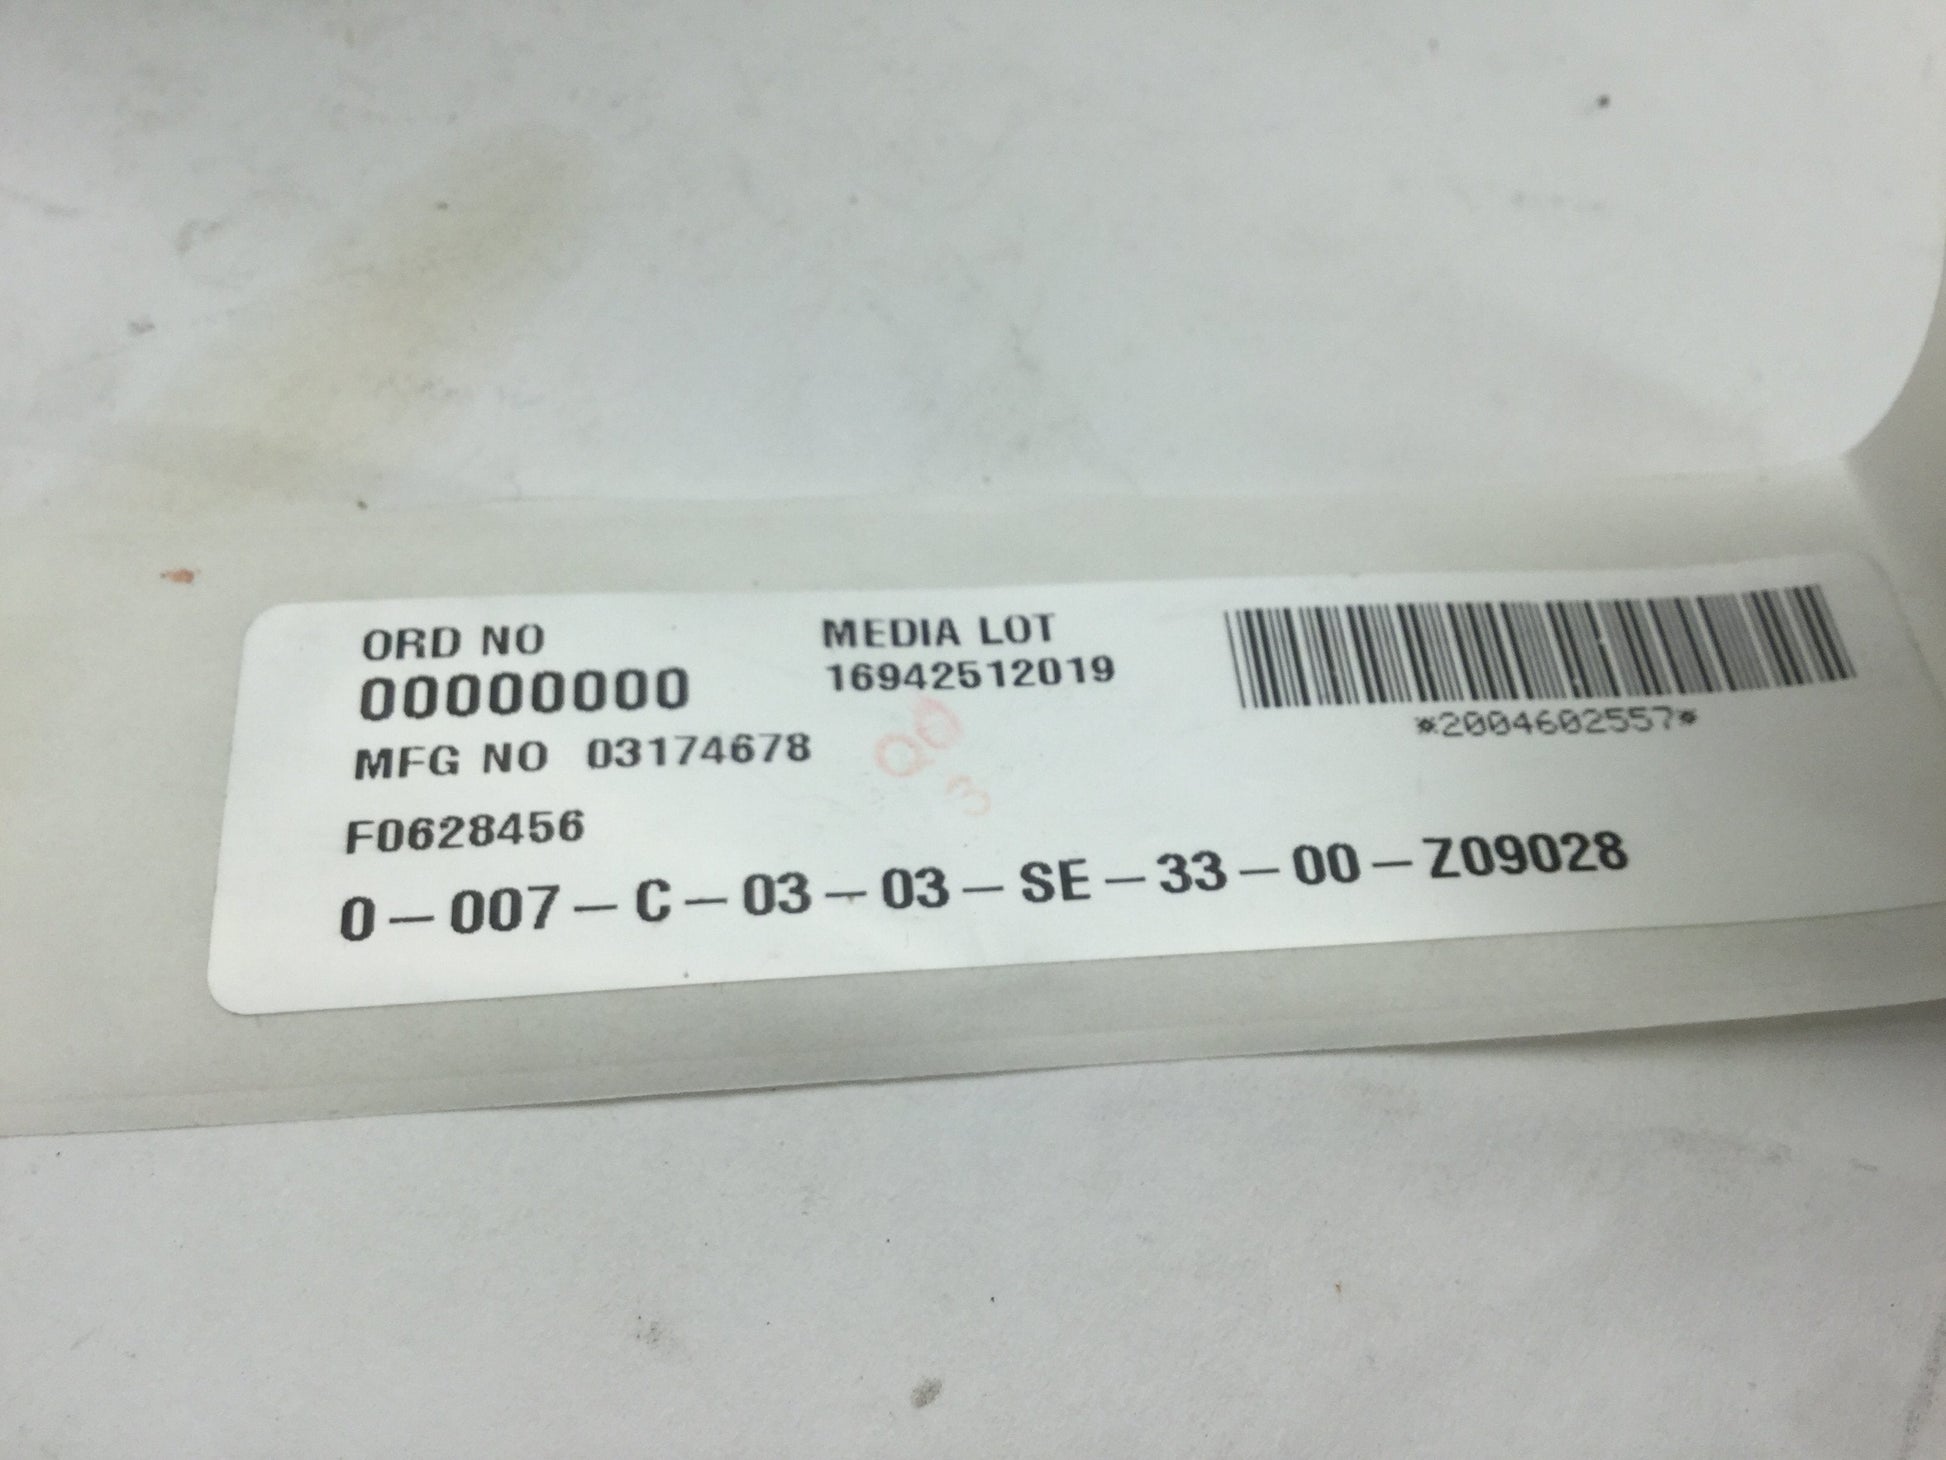 ORD NO
00000000
MEDIA LOT
16942512019
*2004602557*
MFG NO 03174678
F0628456
0-007-C-03-03-SE-33-00-Z09028